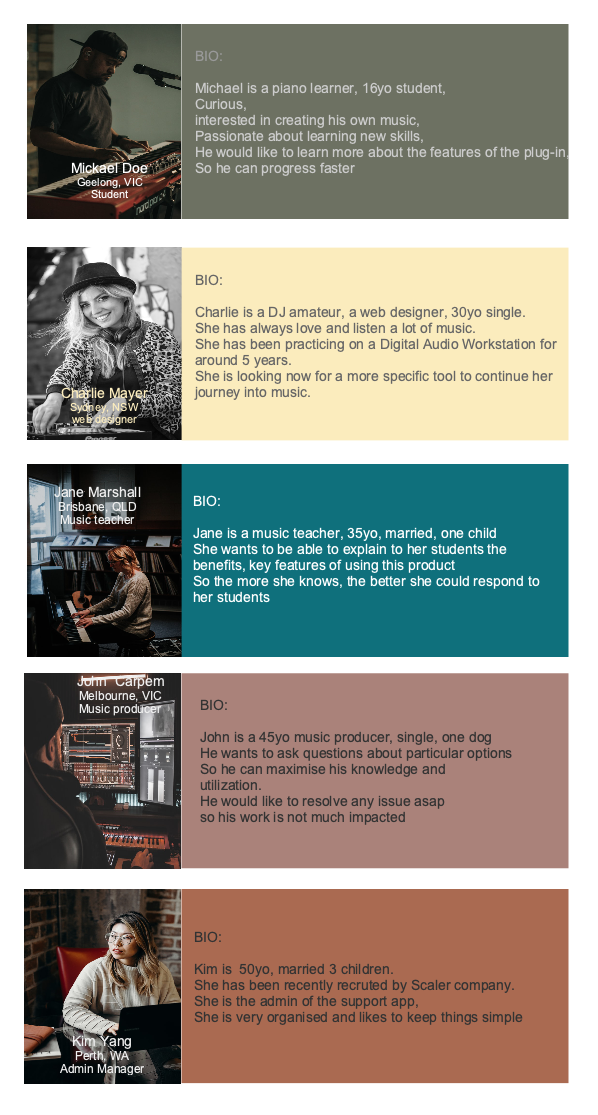 BIO:
Michael is a piano learner, 16yo student,
Curious,
interested in creating his own music,
Passionate about learning new skills,
He would like to learn more about the features of the plug-in,
So he can progress faster
Mickael Doe
Geelong, VIC
Student
BIO:
Charlie is a DJ amateur, a web designer, 30yo single.
She has always love and listen a lot of music.
She has been practicing on a Digital Audio Workstation for
around 5 years.
She is looking now for a more specific tool to continue her
journey into music.
Charlie Mayer
Sydney, NSW
web designer
Pioneer
Jane Marshall
Brisbane, QLD
Music teacher
BIO:
Jane is a music teacher, 35yo, married, one child
She wants to be able to explain to her students the
benefits, key features of using this product
So the more she knows, the better she could respond to
her students
John Carpem
Melbourne, VIC
Music producer
BIO:
John is a 45yo music producer, single, one dog
He wants to ask questions about particular options
So he can maximise his knowledge and
utilization.
He would like to resolve any issue asap
so his work is not much impacted
BIO:
Kim is 50yo, married 3 children.
She has been recently recruted by Scaler company.
She is the admin of the support app,
She is very organised and likes to keep things simple
Kim Yang
Perth, WA
Admin Manager